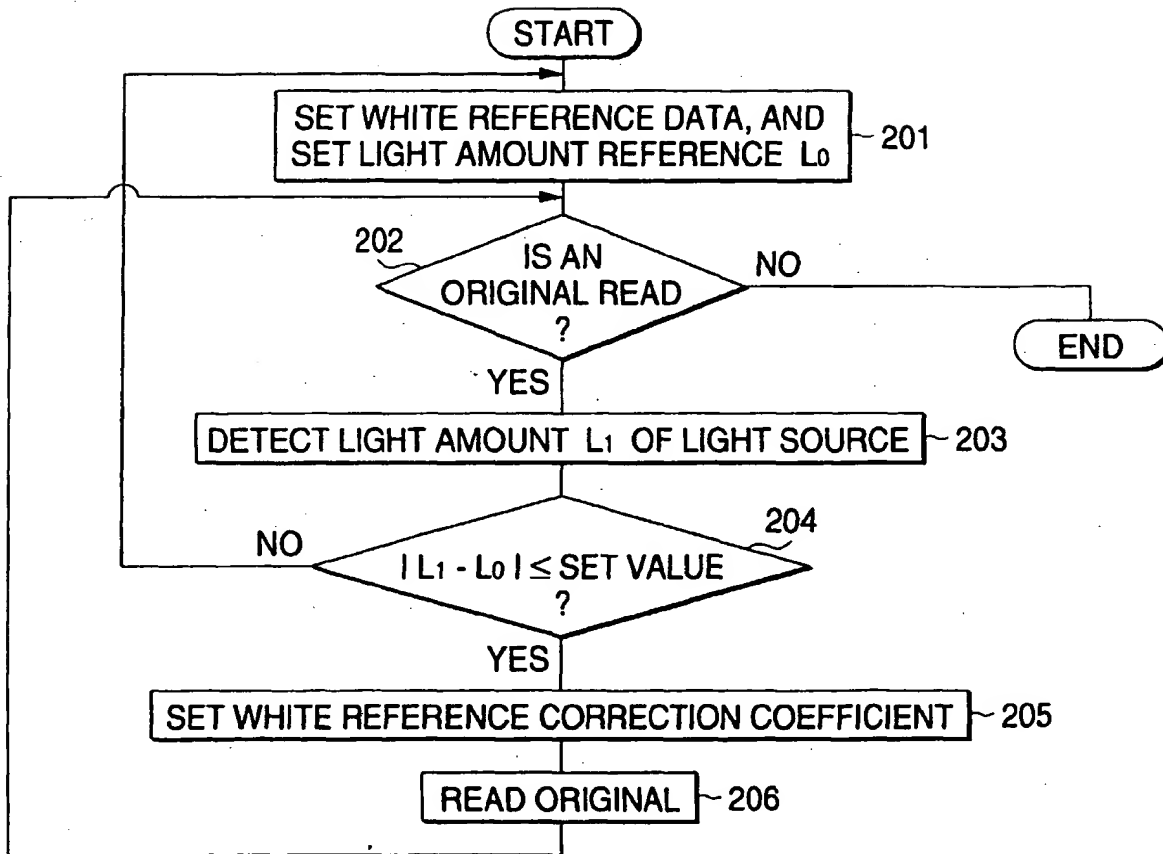 START
SET WHITE REFERENCE DATA, AND
SET LIGHT AMOUNT REFERENCE L0
201
202
IS AN
ORIGINAL READ
?
NO
END
YES
DETECT LIGHT AMOUNT L1 OF LIGHT SOURCE
203
204
NO
| L1 - L0 | ≤ SET VALUE
?
YES
SET WHITE REFERENCE CORRECTION COEFFICIENT
205
READ ORIGINAL
206